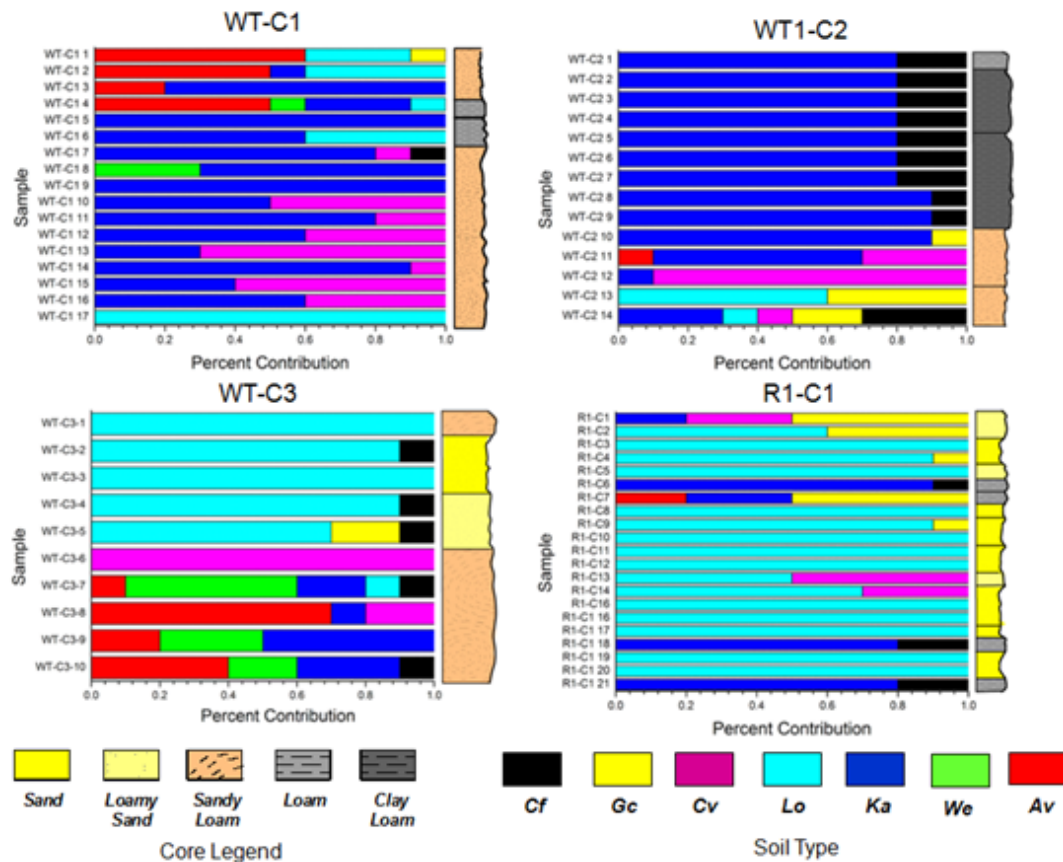 WT-C1
WT-C1 1
WT-C1 2
WT-C1 3
WT-C1 4
WT-C1 5
WT-C1 6
WT-C1 7
WT-C1 8
WT-C1 9
WT-C1 10
WT-C1 11
WT-C1 12
WT-C1 13
WT-C1 14
WT-C1 15
WT-C1 16
WT-C1 17
Sample
0.0 0.2 0.4 0.6 0.8 1.0
Percent Contribution
WT1-C2
WT-C2 1
WT-C2 2
WT-C2 3
WT-C2 4
WT-C2 5
WT-C2 6
WT-C2 7
WT-C2 8
WT-C2 9
WT-C2 10
WT-C2 11
WT-C2 12
WT-C2 13
WT-C2 14
Sample
0.0 0.2 0.4 0.6 0.8 1.0
Percent Contribution
WT-C3
WT-C3-1
WT-C3-2
WT-C3-3
WT-C3-4
WT-C3-5
WT-C3-6
WT-C3-7
WT-C3-8
WT-C3-9
WT-C3-10
Sample
0.0 0.2 0.4 0.6 0.8 1.0
Percent Contribution
R1-C1
R1-C1
R1-C2
R1-C3
R1-C4
R1-C5
R1-C6
R1-C7
R1-C8
R1-C9
R1-C10
R1-C11
R1-C12
R1-C13
R1-C14
R1-C16
R1-C1 16
R1-C1 17
R1-C1 18
R1-C1 19
R1-C1 20
R1-C1 21
Sample
0.0 0.2 0.4 0.6 0.8 1.0
Percent Contribution
Sand
Loamy
Sand
Sandy
Loam
Loam
Clay
Loam
Core Legend
Cf Gc Cv Lo Ka We Av
Soil Type